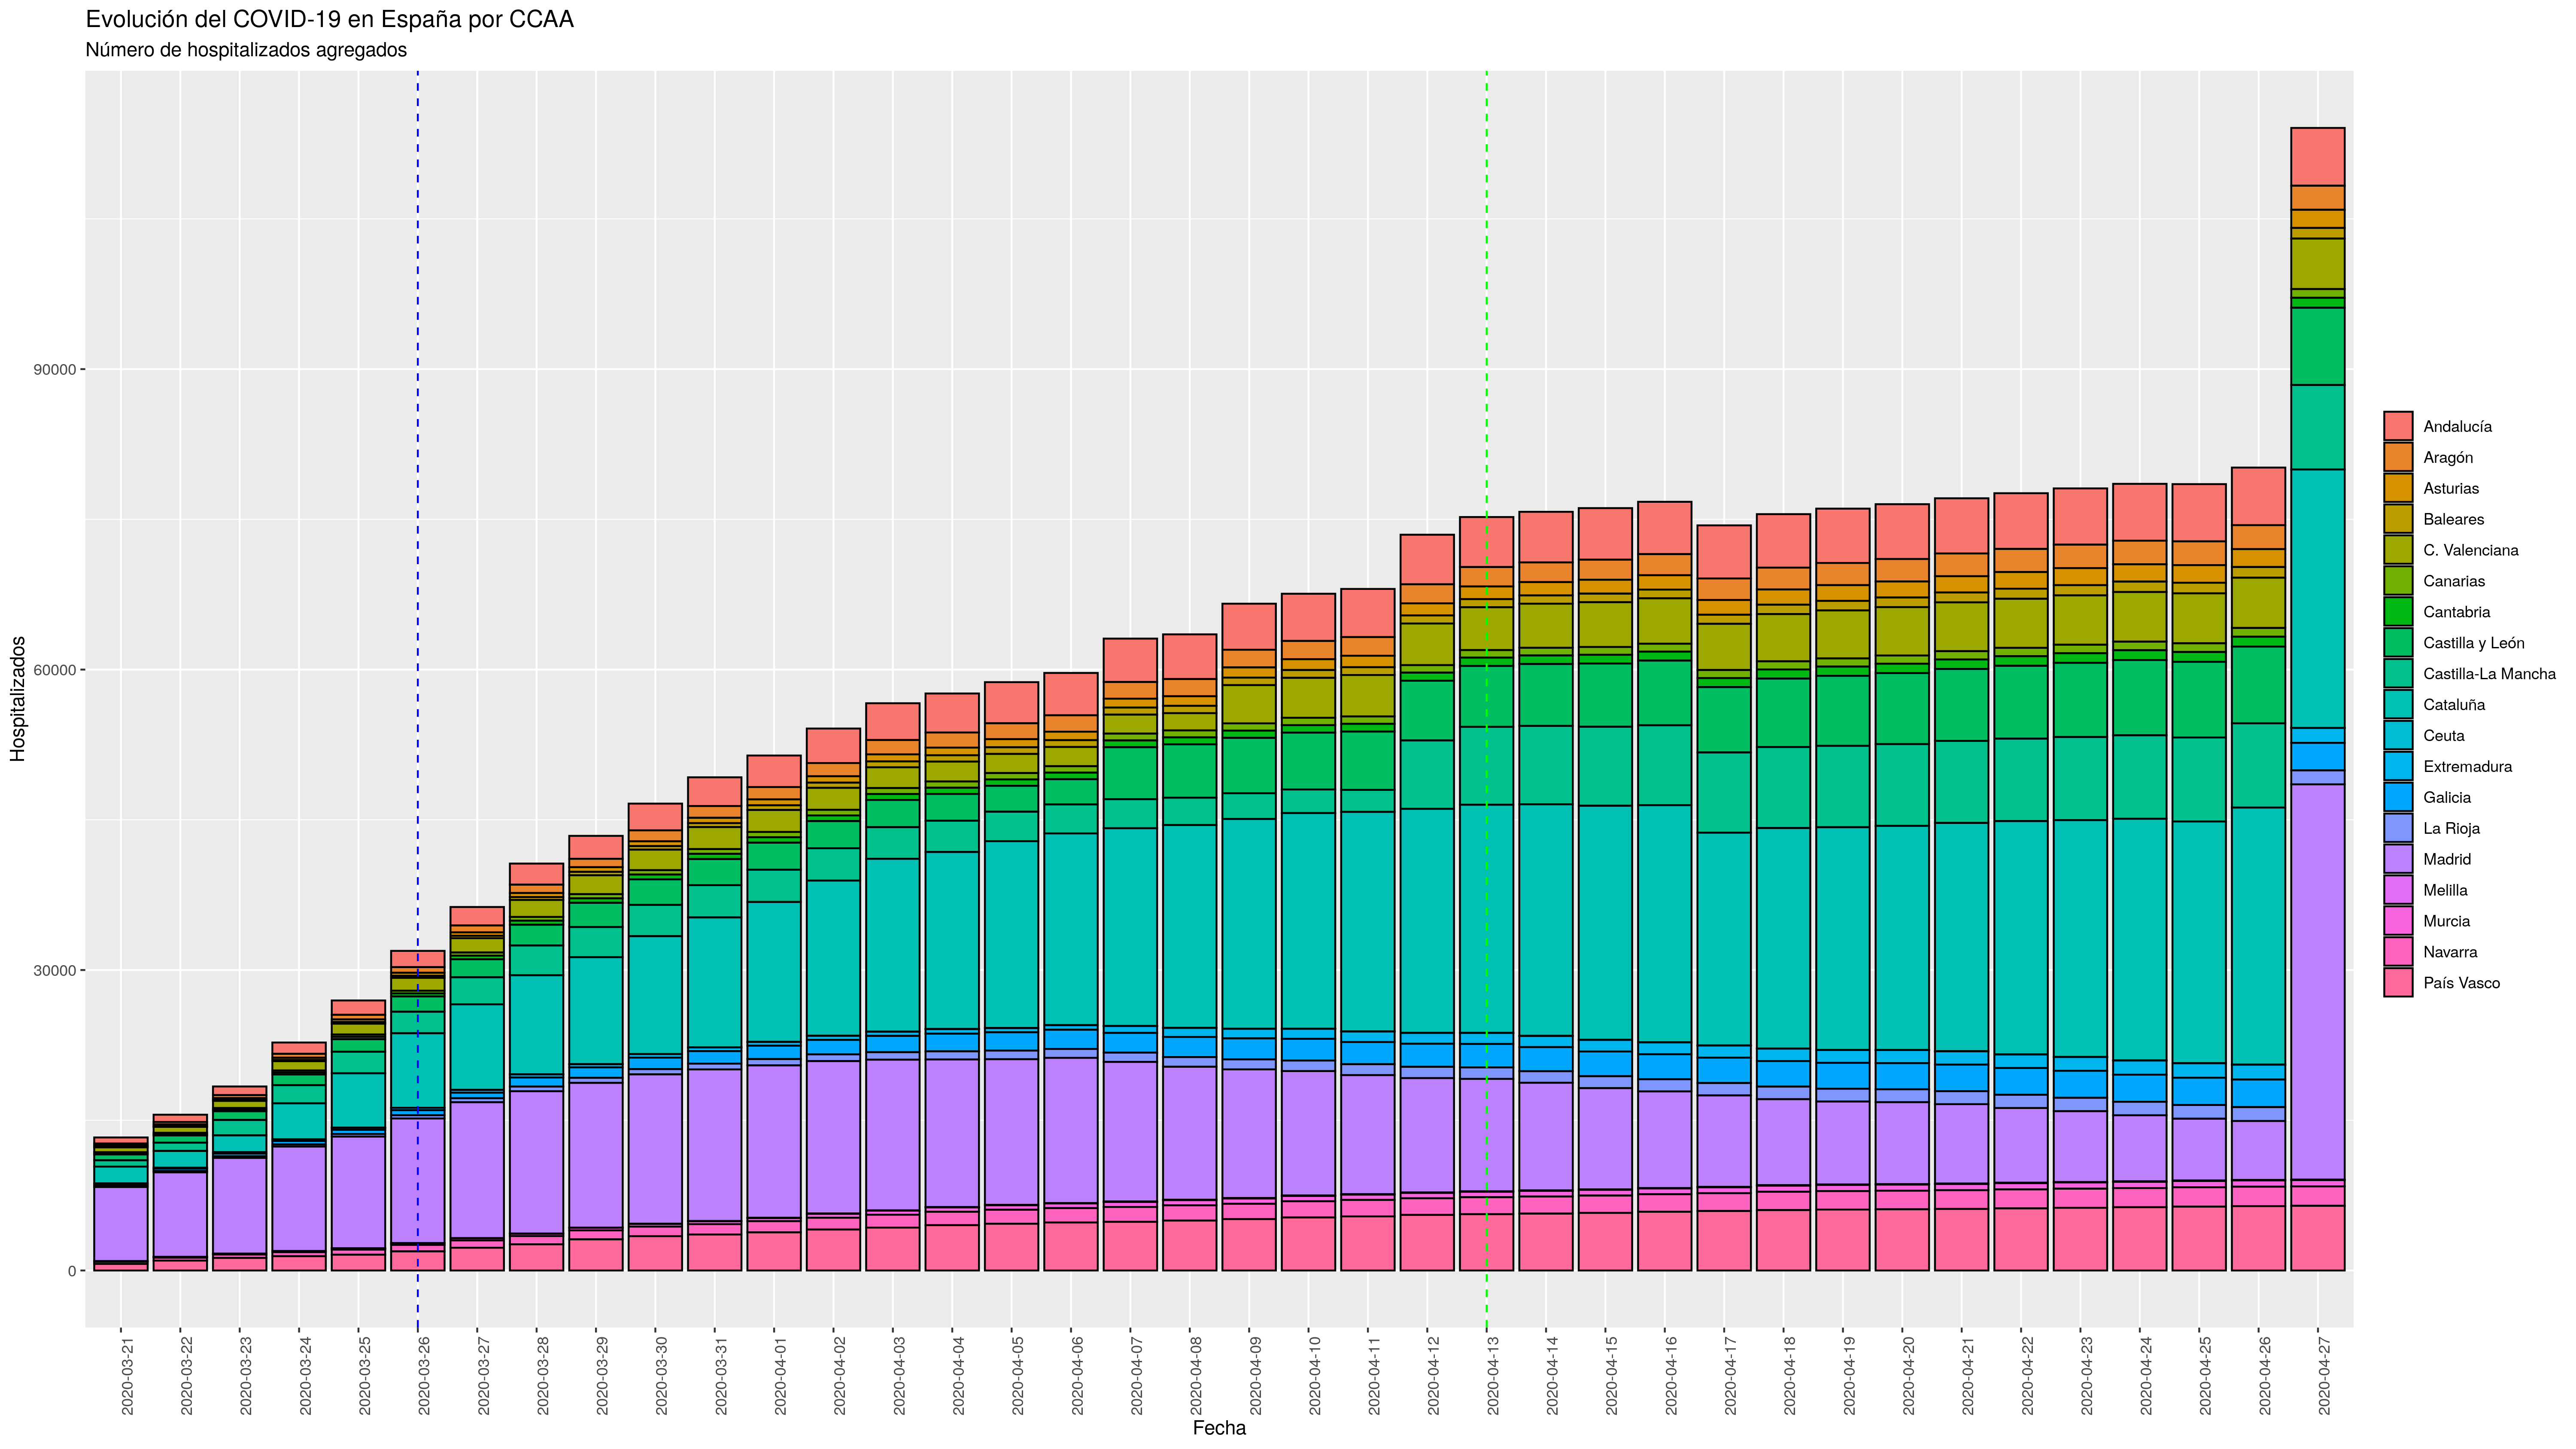 Evolución del COVID-19 en España por CCAA
Número de hospitalizados agregados
Hospitalizados
90000
60000
30000
0
2020-03-21
2020-03-22
2020-03-23
2020-03-24
2020-03-25
2020-03-26
2020-03-27
2020-03-28
2020-03-29
2020-03-30
2020-03-31
2020-04-01
2020-04-02
2020-04-03
2020-04-04
2020-04-05
2020-04-06
2020-04-07
2020-04-08
2020-04-09
2020-04-10
2020-04-11
2020-04-12
2020-04-13
2020-04-14
2020-04-15
2020-04-16
2020-04-17
2020-04-18
2020-04-19
2020-04-20
2020-04-21
2020-04-22
2020-04-23
2020-04-24
2020-04-25
2020-04-26
2020-04-27
Fecha
Andalucía
Aragón
Asturias
Baleares
C. Valenciana
Canarias
Cantabria
Castilla y León
Castilla-La Mancha
Cataluña
Ceuta
Extremadura
Galicia
La Rioja
Madrid
Melilla
Murcia
Navarra
País Vasco